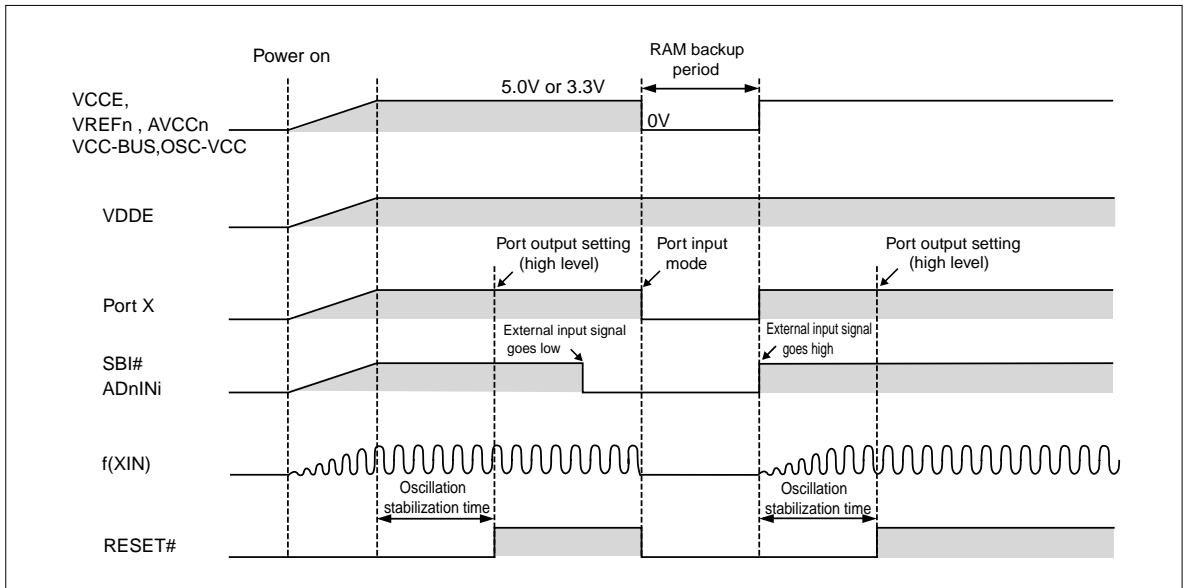 Power on
RAM backup
period
VCCE,
VREFn , AVCCn
VCC-BUS,OSC-VCC
5.0V or 3.3V
0V
VDDE
Port output setting
(high level)
Port input
mode
Port output setting
(high level)
Port X
External input signal
goes low
External input signal
goes high
SBI#
ADnINi
f(XIN)
Oscillation
stabilization time
Oscillation
stabilization time
RESET#